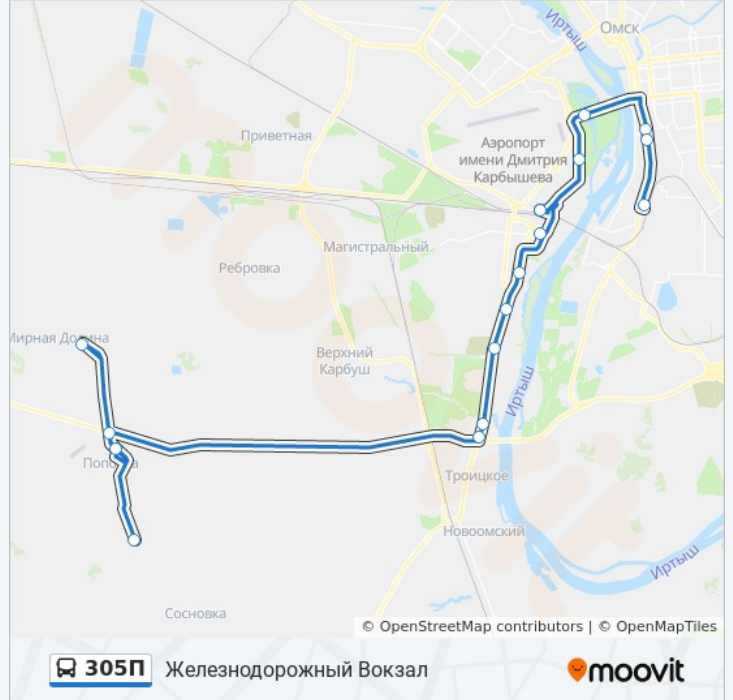 Иртыш
Омск
Приветная
Аэропорт
имени Дмитрия
Карбышева
Магистральный
Ребровка
Мирная Долина
Верхний
Карбуш
Иртыш
Троицкое
Новоомский
Иртыш
Сосновка
© OpenStreetMap contributors | © OpenMapTiles
305П Железнодорожный Вокзал
moovit